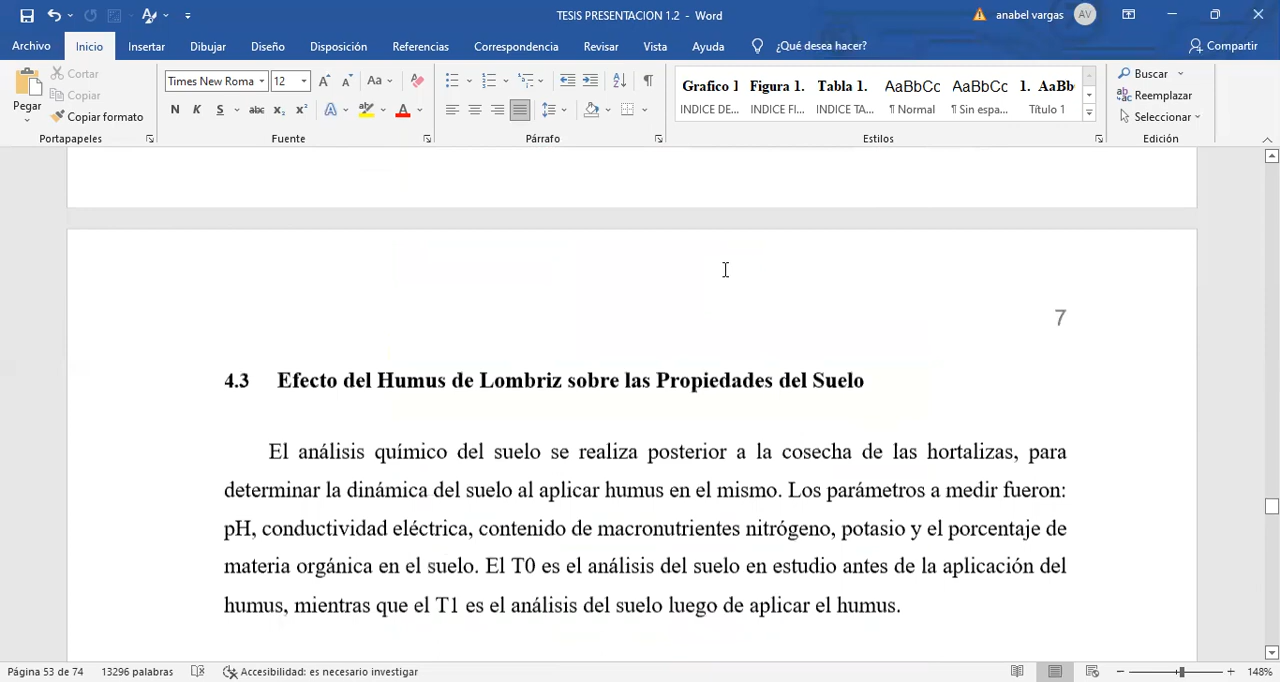 TESIS PRESENTACION 1.2 - Word
anabel vargas
AV
Archivo Inicio Insertar Dibujar Diseño Disposición Referencias Correspondencia Revisar Vista Ayuda ¿Qué desea hacer? Compartir
Pegar
Cortar
Copiar
Copiar formato
Portapapeles
Times New Roma 12
Aa
N K S abc x₂ x² A A
Fuente
Párrafo
Grafico 1 Figura 1. Tabla 1. AaBbCc AaBbCc 1. AaBb
INDICE DE... INDICE FI... INDICE TA... ¶ Normal ¶ Sin espa... Título 1
Estilos
Buscar
Reemplazar
Seleccionar
Edición
7
4.3 Efecto del Humus de Lombriz sobre las Propiedades del Suelo
El análisis químico del suelo se realiza posterior a la cosecha de las hortalizas, para
determinar la dinámica del suelo al aplicar humus en el mismo. Los parámetros a medir fueron:
pH, conductividad eléctrica, contenido de macronutrientes nitrógeno, potasio y el porcentaje de
materia orgánica en el suelo. El T0 es el análisis del suelo en estudio antes de la aplicación del
humus, mientras que el T1 es el análisis del suelo luego de aplicar el humus.
Página 53 de 74 13296 palabras Accesibilidad: es necesario investigar 148%